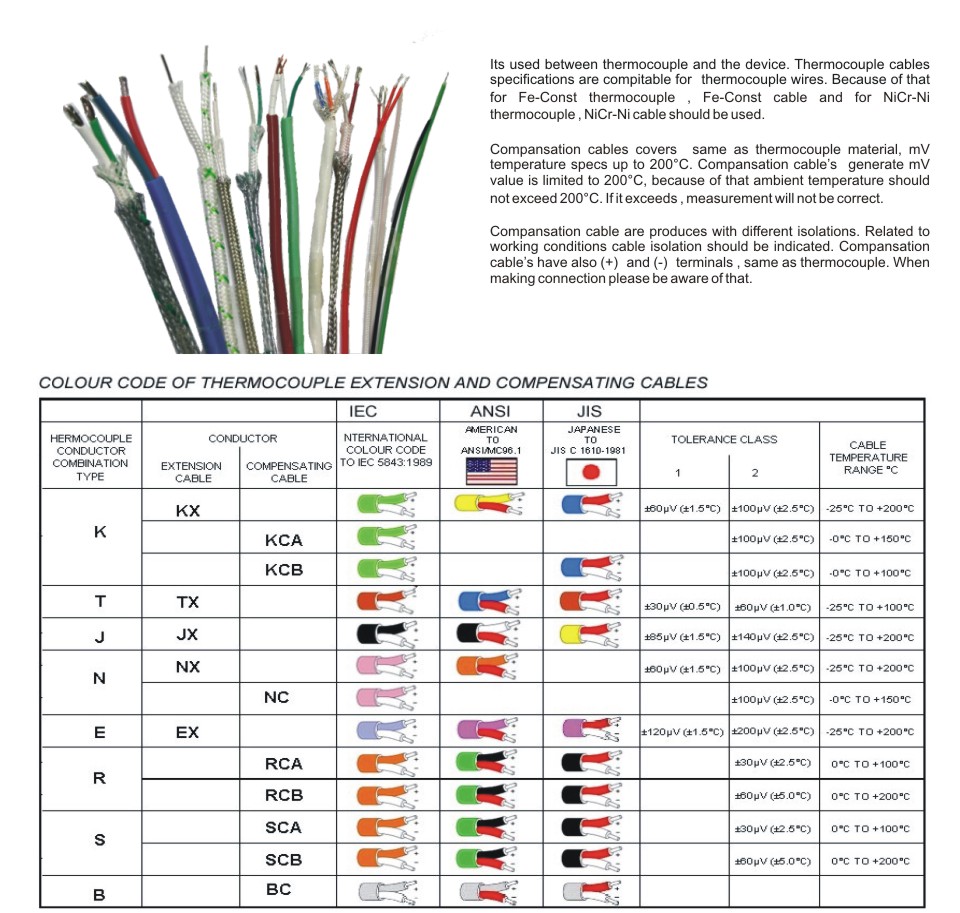 Its used between thermocouple and the device. Thermocouple cables
specifications are compitable for thermocouple wires. Because of that
for Fe-Const thermocouple , Fe-Const cable and for NiCr-Ni
thermocouple , NiCr-Ni cable should be used.
Compansation cables covers same as thermocouple material, mV
temperature specs up to 200°C. Compansation cable's generate mV
value is limited to 200°C, because of that ambient temperature should
not exceed 200°C. If it exceeds , measurement will not be correct.
Compansation cable are produces with different isolations. Related to
working conditions cable isolation should be indicated. Compansation
cable's have also (+) and (-) terminals , same as thermocouple. When
making connection please be aware of that.
COLOUR CODE OF THERMOCOUPLE EXTENSION AND COMPENSATING CABLES
IEC ANSI JIS
HERMOCOUPLE
CONDUCTOR
COMBINATION
TYPE
CONDUCTOR
EXTENSION
CABLE
COMPENSATING
CABLE
NTERNATIONAL
COLOUR CODE
TO IEC 5843:1989
AMERICAN
TO
ANSI/MC96.1
JAPANESE
TO
JIS C 1610-1981
TOLERANCE CLASS
1 2
CABLE
TEMPERATURE
RANGE °C
K
KX ±60µV (±1.5°C) ±100µV (±2.5°C) -25°C TO +200°C
KCA ±100µV (±2.5°C) -0°C TO +150°C
KCB ±100µV (±2.5°C) -0°C TO +100°C
T TX ±30µV (±0.5°C) ±60µV (±1.0°C) -25°C TO +100°C
J JX ±85µV (±1.5°C) ±140µV (±2.5°C) -25°C TO +200°C
N
NX ±60µV (±1.5°C) ±100µV (±2.5°C) -25°C TO +200°C
NC ±100µV (±2.5°C) -0°C TO +150°C
E EX ±120µV (±1.5°C) ±200µV (±2.5°C) -25°C TO +200°C
R
RCA ±30µV (±2.5°C) 0°C TO +100°C
RCB ±60µV (±5.0°C) 0°C TO +200°C
S
SCA ±30µV (±2.5°C) 0°C TO +100°C
SCB ±60µV (±5.0°C) 0°C TO +200°C
B BC